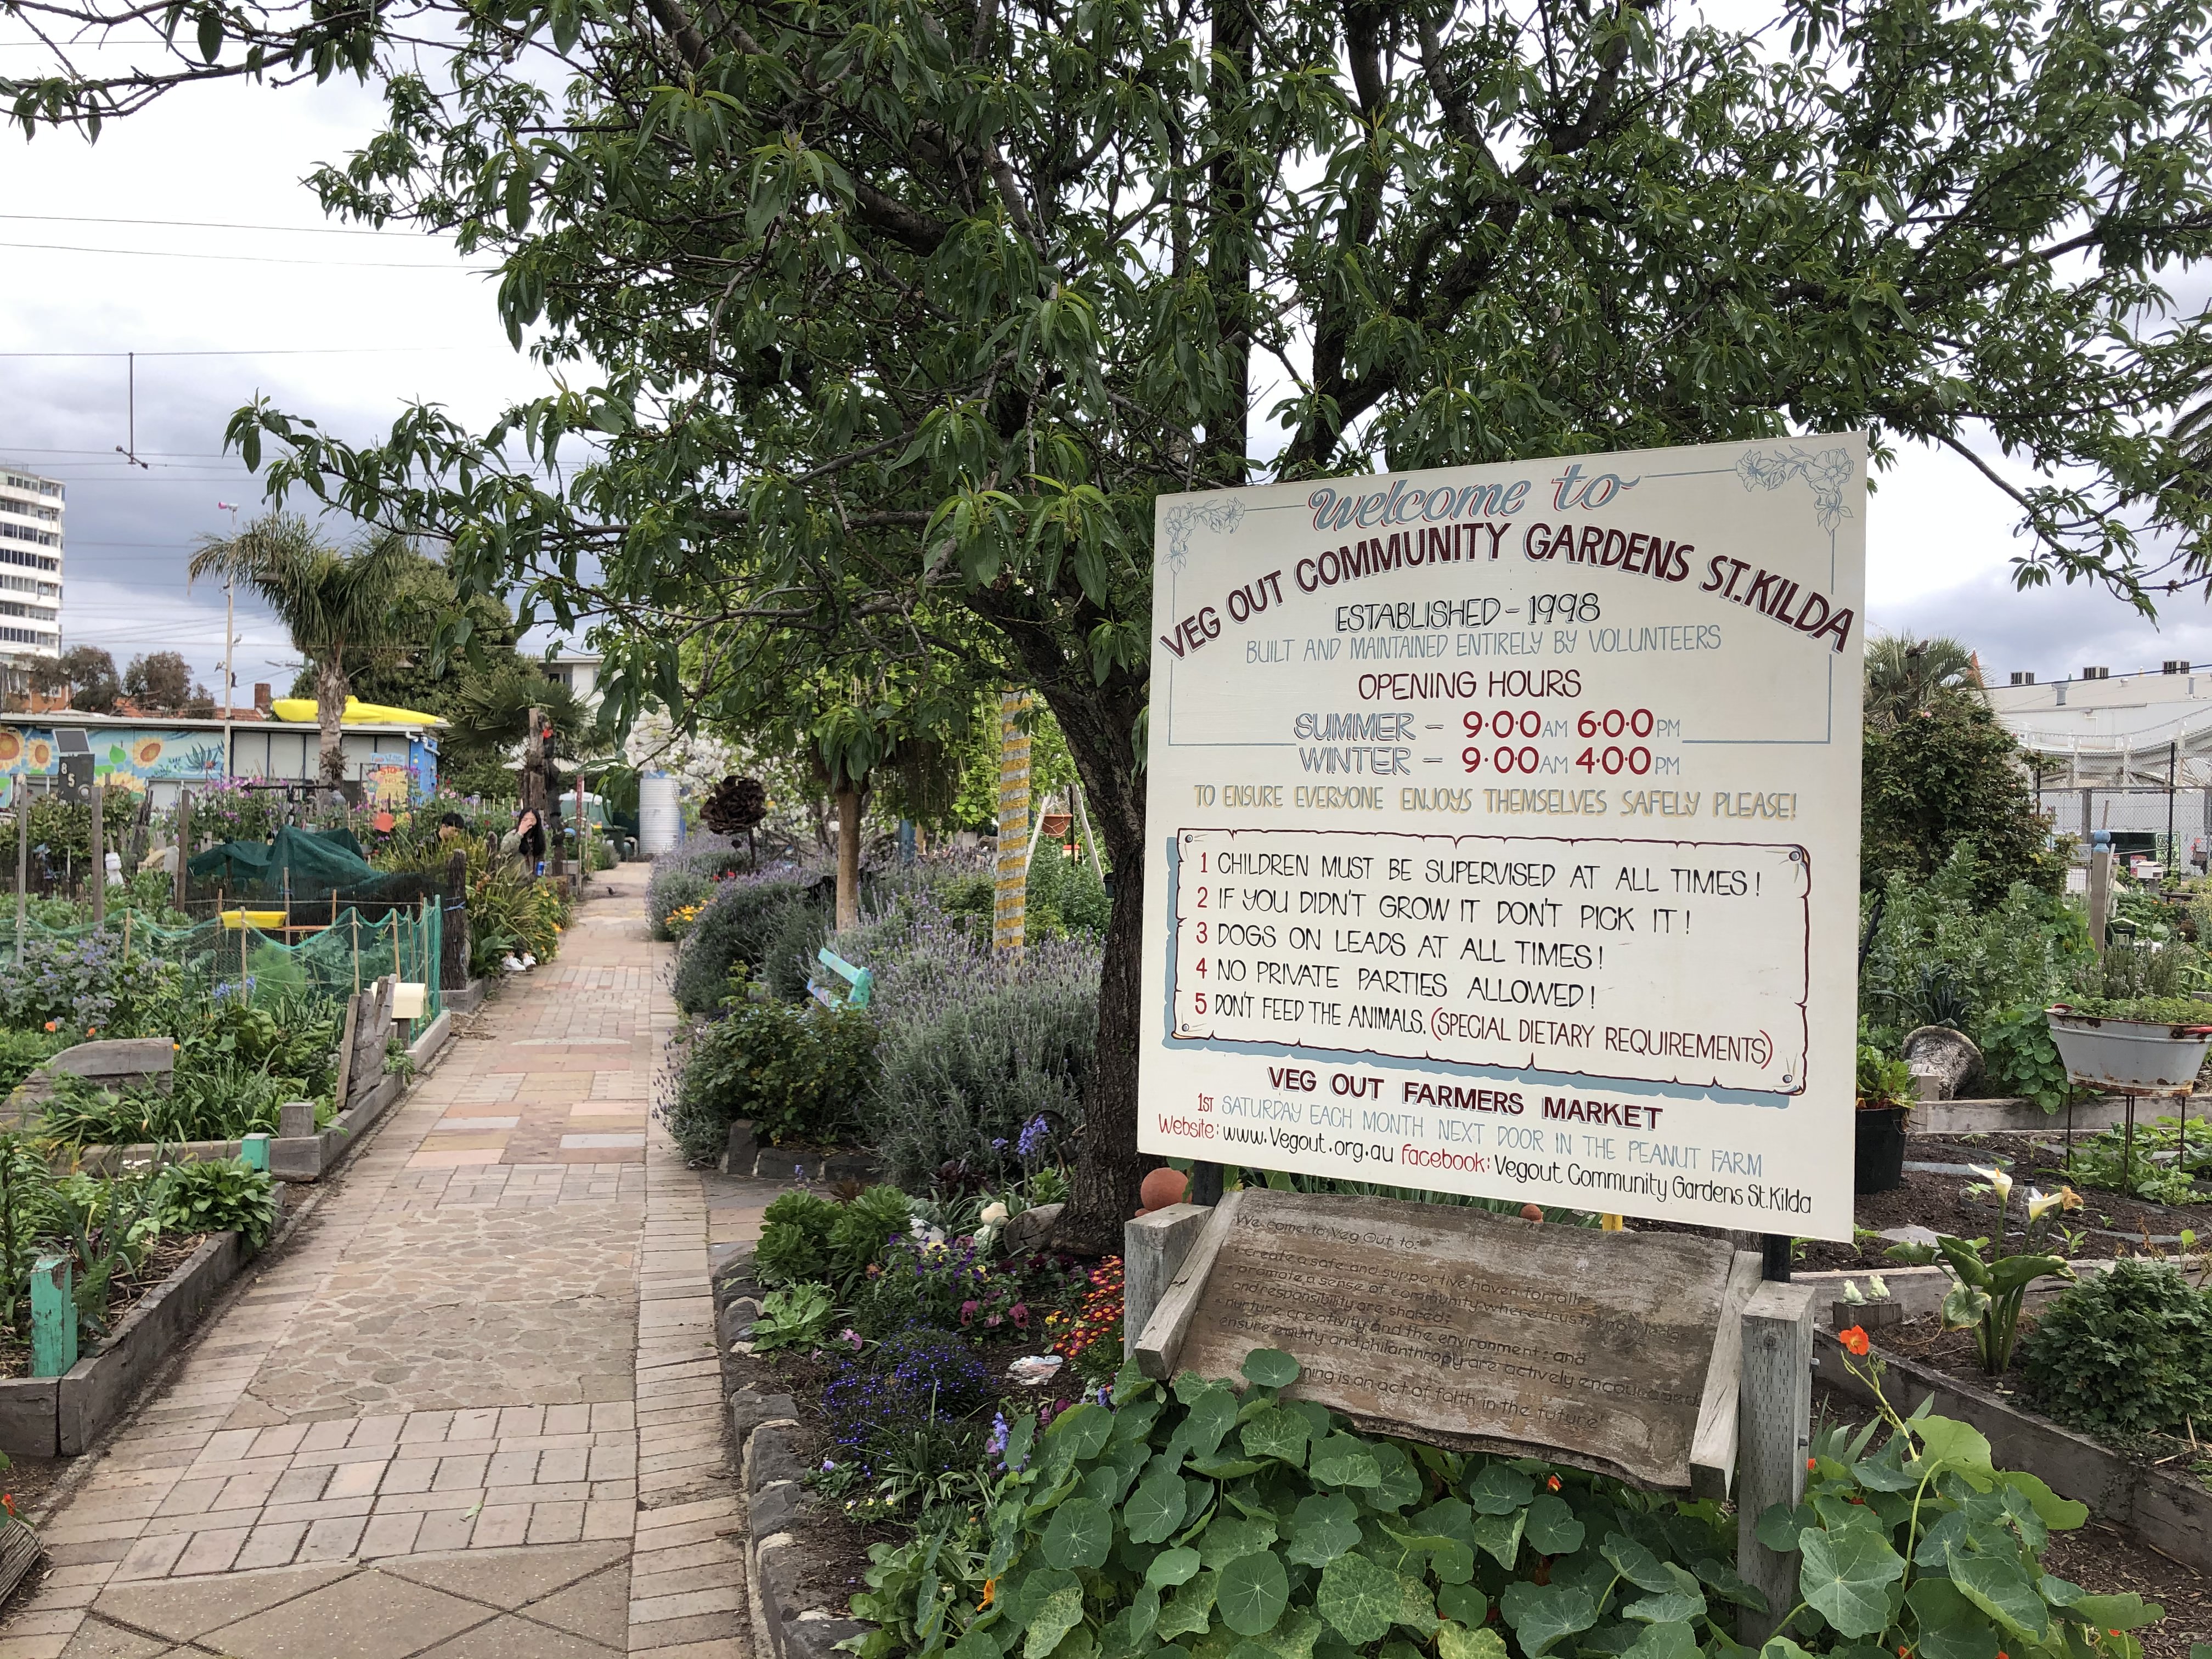 Welcome to
VEG OUT COMMUNITY GARDENS ST.KILDA
ESTABLISHED - 1998
BUILT AND MAINTAINED ENTIRELY BY VOLUNTEERS
OPENING HOURS
SUMMER - 9·00AM 6·00PM
WINTER - 9·00AM 4·00PM
TO ENSURE EVERYONE ENJOYS THEMSELVES SAFELY PLEASE!
1 CHILDREN MUST BE SUPERVISED AT ALL TIMES!
2 IF YOU DIDN'T GROW IT DON'T PICK IT!
3 DOGS ON LEADS AT ALL TIMES!
4 NO PRIVATE PARTIES ALLOWED!
5 DON'T FEED THE ANIMALS. (SPECIAL DIETARY REQUIREMENTS)
VEG OUT FARMERS MARKET
1ST SATURDAY EACH MONTH NEXT DOOR IN THE PEANUT FARM
Website: www.Vegout.org.au Facebook: Vegout Community Gardens St.Kilda
Welcome to Veg Out to:
· create a safe and supportive haven for all;
· promote a sense of community where trust, knowledge
and responsibility are shared;
· nurture creativity and the environment; and
· ensure equity and philanthropy are actively encouraged.
is an act of faith in the future!
85